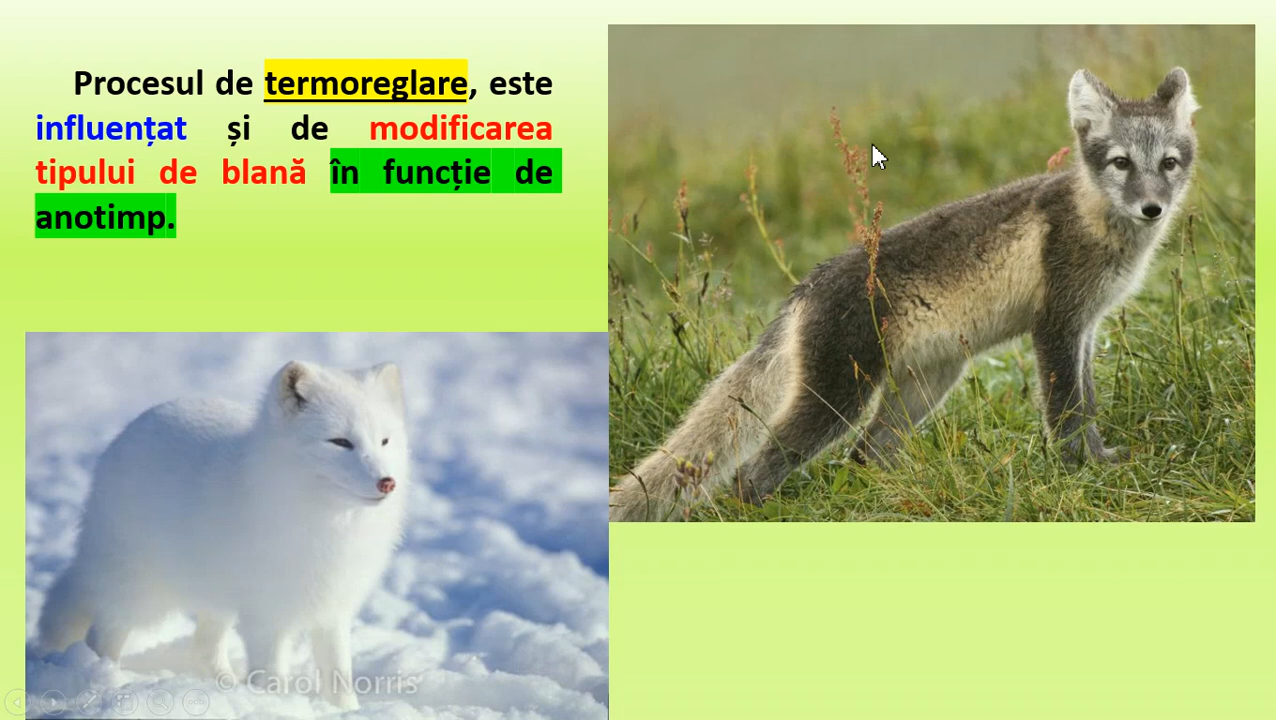 Procesul de termoreglare, este
influențat și de modificarea
tipului de blană în funcție de
anotimp.
© Carol Norris